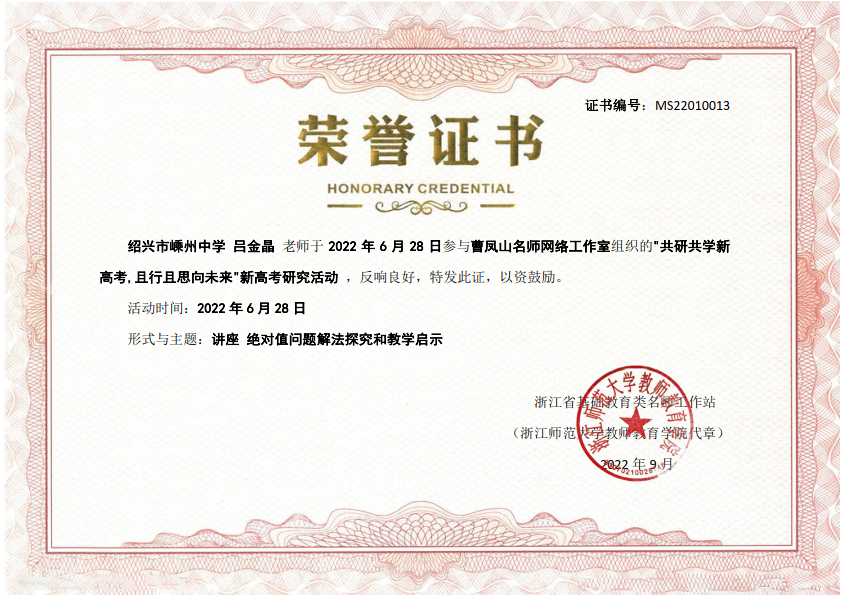 证书编号：MS22010013
荣誉证书
HONORARY CREDENTIAL
绍兴市嵊州中学 吕金晶 老师于 2022 年 6 月 28 日参与曹凤山名师网络工作室组织的"共研共学新
高考,且行且思向未来"新高考研究活动 ，反响良好，特发此证，以资鼓励。
活动时间：2022 年 6 月 28 日
形式与主题：讲座 绝对值问题解法探究和教学启示
浙江省基础教育类名师工作站
（浙江师范大学教师教育学院代章）
2022 年 9 月
浙江师范大学教师教育学院